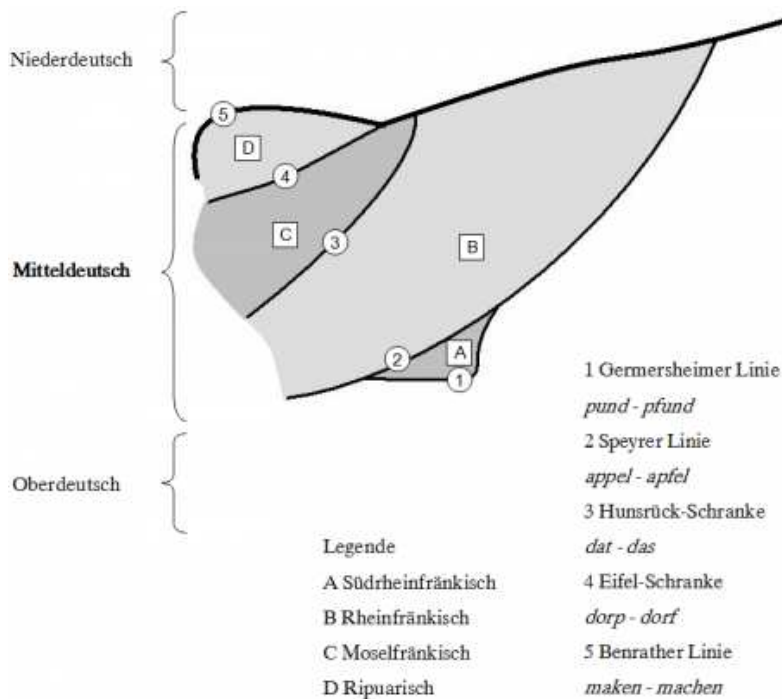 Niederdeutsch
5
D
4
C
3
B
Mitteldeutsch
2
A
1
Oberdeutsch
Legende
A Südrheinfränkisch
B Rheinfränkisch
C Moselfränkisch
D Ripuarisch
1 Germersheimer Linie
pund - pfund
2 Speyrer Linie
appel - apfel
3 Hunsrück-Schranke
dat - das
4 Eifel-Schranke
dorp - dorf
5 Benrather Linie
maken - machen